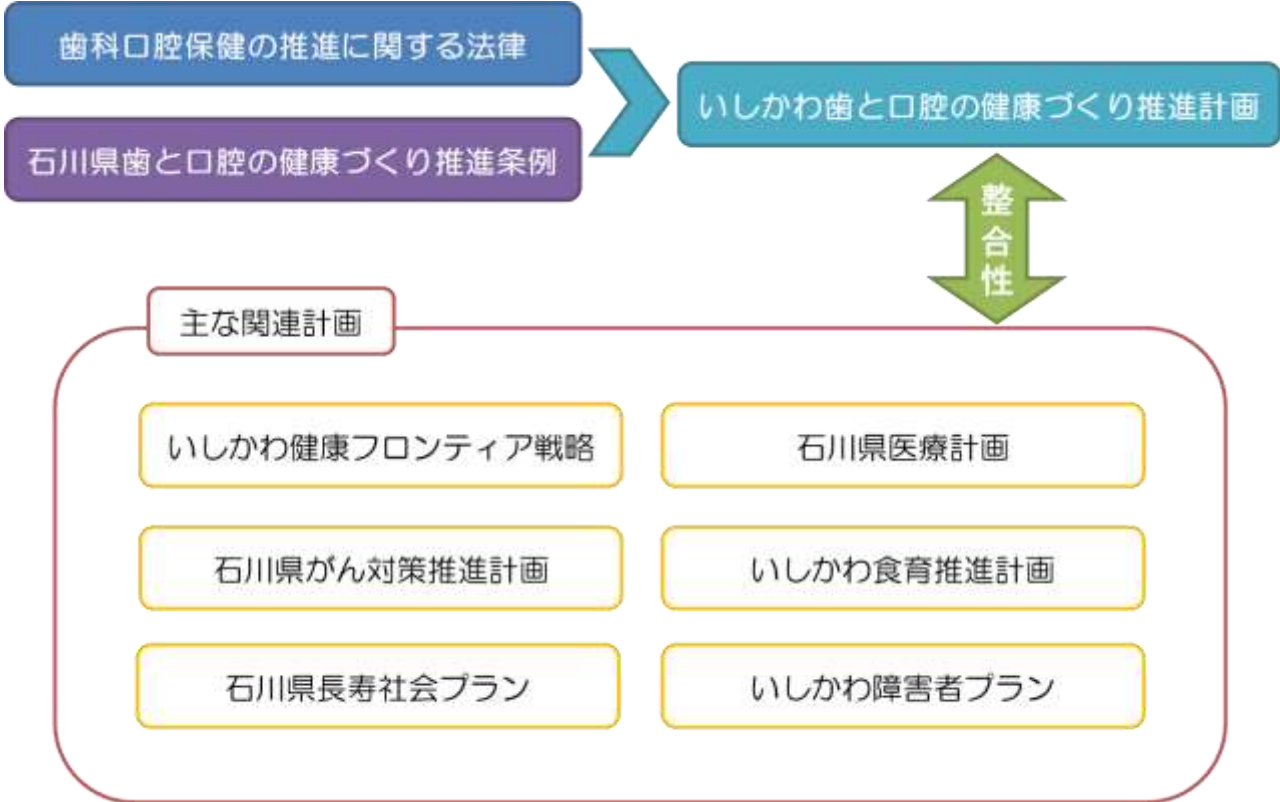 歯科口腔保健の推進に関する法律
石川県歯と口腔の健康づくり推進条例
いしかわ歯と口腔の健康づくり推進計画
整合性
主な関連計画
いしかわ健康フロンティア戦略
石川県医療計画
石川県がん対策推進計画
いしかわ食育推進計画
石川県長寿社会プラン
いしかわ障害者プラン